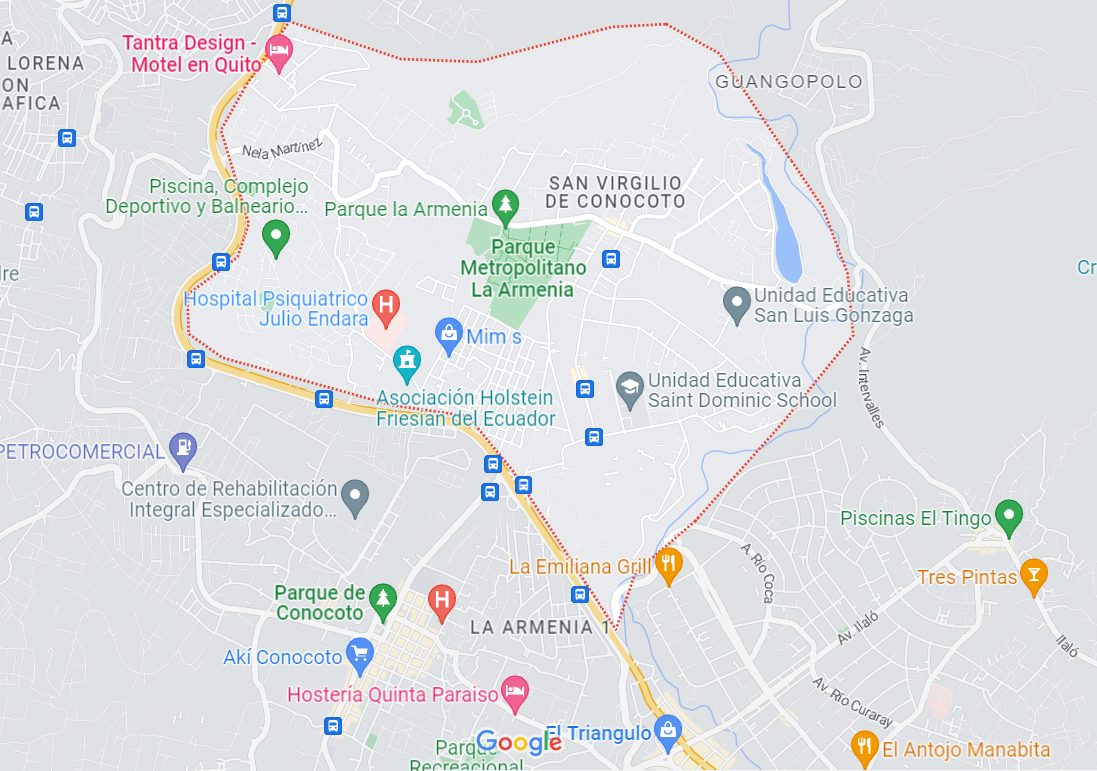 Tantra Design -
Motel en Quito
A
LORENA
ON
AFICA
GUANGOPOLO
Nela Martínez
SAN VIRGILIO
DE CONOCOTO
Piscina, Complejo
Deportivo y Balneario...
Parque la Armenia
Parque
Metropolitano
La Armenia
dre
Cr
Hospital Psiquiatrico
Julio Endara
H
Unidad Educativa
San Luis Gonzaga
Mim s
Av. Intervalles
Asociación Holstein
Friesian del Ecuador
Unidad Educativa
Saint Dominic School
PETROCOMERCIAL
Centro de Rehabilitación
Integral Especializado...
Piscinas El Tingo
La Emiliana Grill
A. Río Coca
Tres Pintas
Parque de
Conocoto
H
LA ARMENIA 1
Av. Ilaló
Ilaló
Akí Conocoto
Hostería Quinta Paraiso
Av. Río Curaray
El Triangulo
Google
Parque
Recreacional
El Antojo Manabita